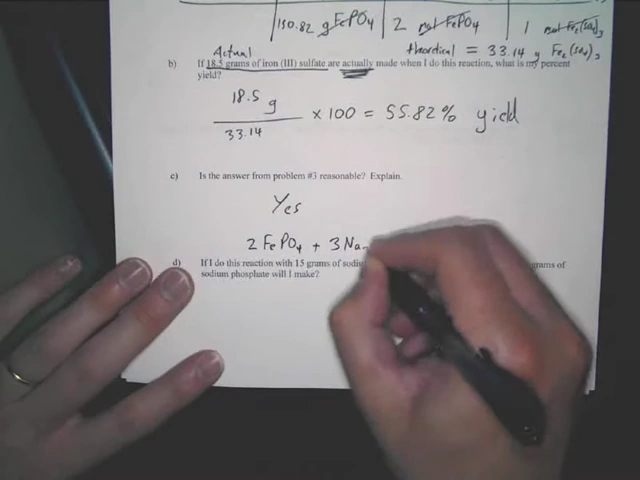 150.82 g FePO4 | 2 mol FePO4 | 1 mol Fe2(SO4)3
Actual
theoretical = 33.14 g Fe2(SO4)3
b) If 18.5 grams of iron (III) sulfate are actually made when I do this reaction, what is my percent
yield?
18.5 g
33.14
× 100 = 55.82% yield
c) Is the answer from problem #3 reasonable? Explain.
Yes
2 FePO4 + 3 Na
d) If I do this reaction with 15 grams of grams of
sodium phosphate will I make?